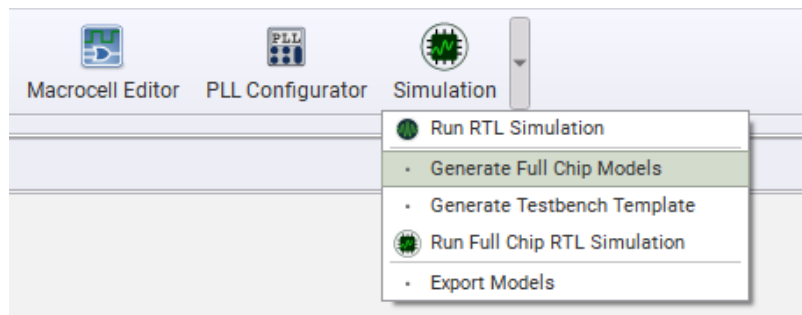 PLL
Macrocell Editor PLL Configurator Simulation
Run RTL Simulation
Generate Full Chip Models
Generate Testbench Template
Run Full Chip RTL Simulation
Export Models